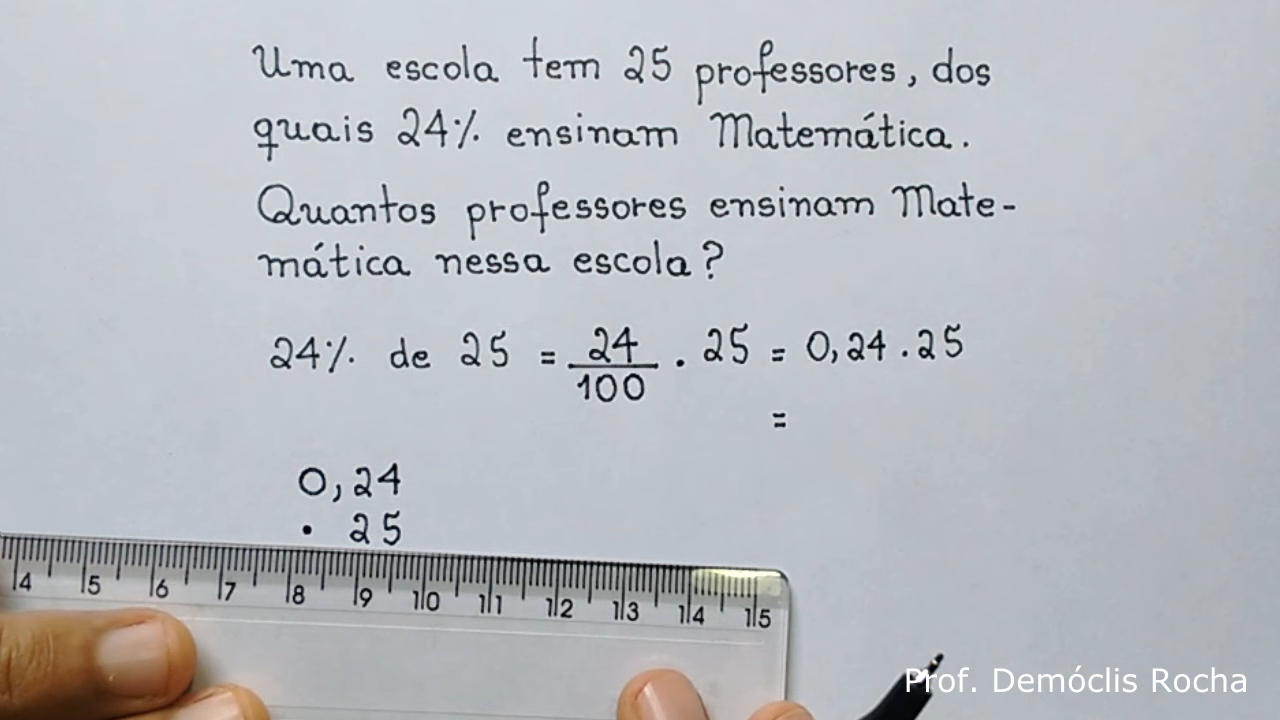 Uma escola tem 25 professores, dos
quais 24% ensinam Matemática.
Quantos professores ensinam Mate-
mática nessa escola?
24% de 25 = 24/100 . 25 = 0,24 . 25
=
0,24
. 25
4 5 6 7 8 9 10 11 12 13 14 15
Prof. Demóclis Rocha